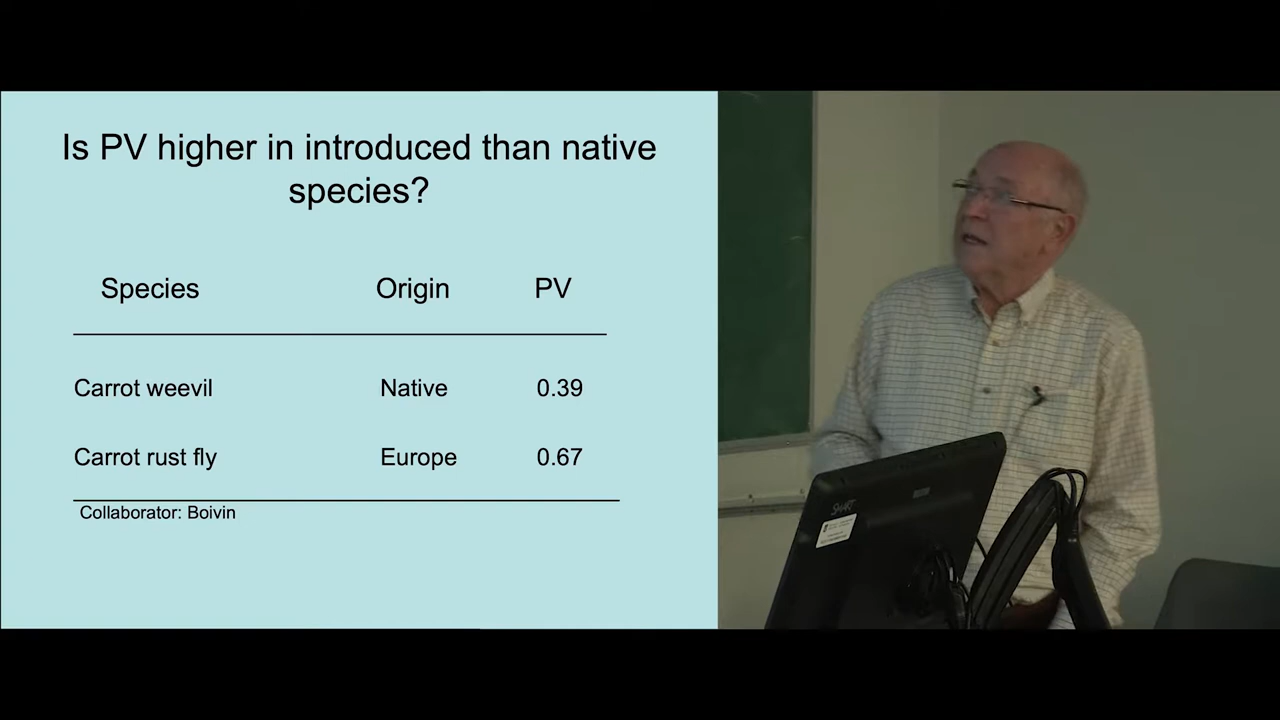 Is PV higher in introduced than native
species?
Species Origin PV
Carrot weevil Native 0.39
Carrot rust fly Europe 0.67
Collaborator: Boivin
SMART